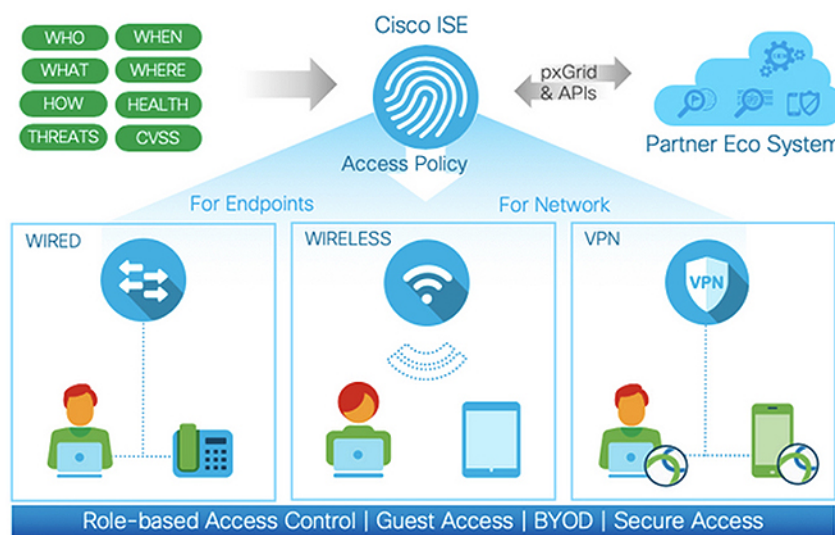 Cisco ISE
WHO
WHEN
WHAT
WHERE
HOW
HEALTH
THREATS
CVSS
pxGrid
& APIs
Partner Eco System
Access Policy
For Endpoints
For Network
WIRED
WIRELESS
VPN
VPN
Role-based Access Control | Guest Access | BYOD | Secure Access